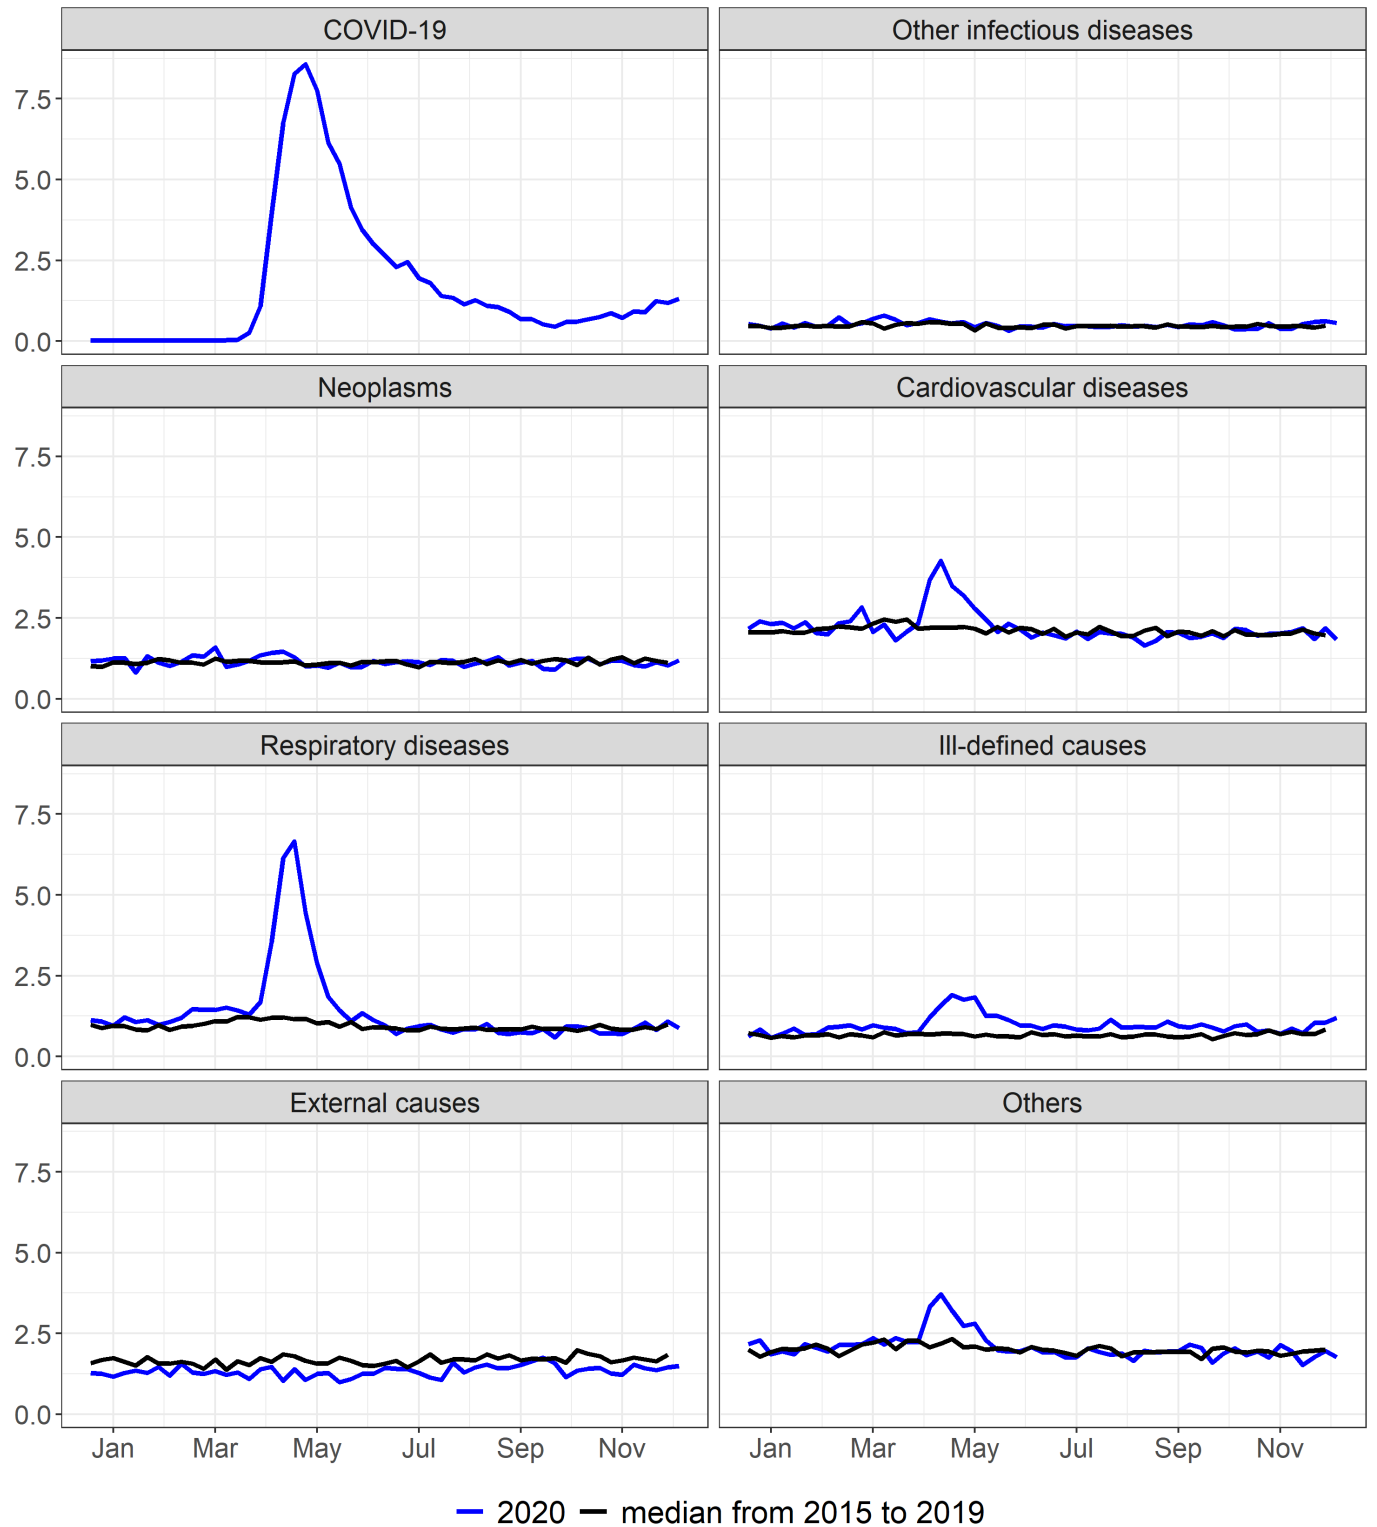 COVID-19
Other infectious diseases
7.5
5.0
2.5
0.0
Neoplasms
Cardiovascular diseases
7.5
5.0
2.5
0.0
Respiratory diseases
Ill-defined causes
7.5
5.0
2.5
0.0
External causes
Others
7.5
5.0
2.5
0.0
Jan Mar May Jul Sep Nov
Jan Mar May Jul Sep Nov
2020 median from 2015 to 2019